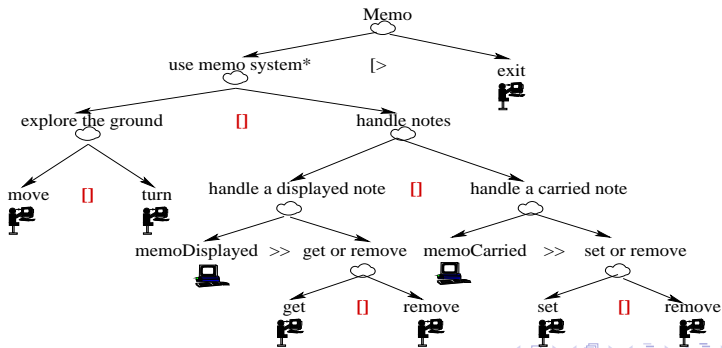 Memo
use memo system* [>
exit
explore the ground [] handle notes
move [] turn
handle a displayed note [] handle a carried note
memoDisplayed >> get or remove memoCarried >> set or remove
get [] remove set [] remove